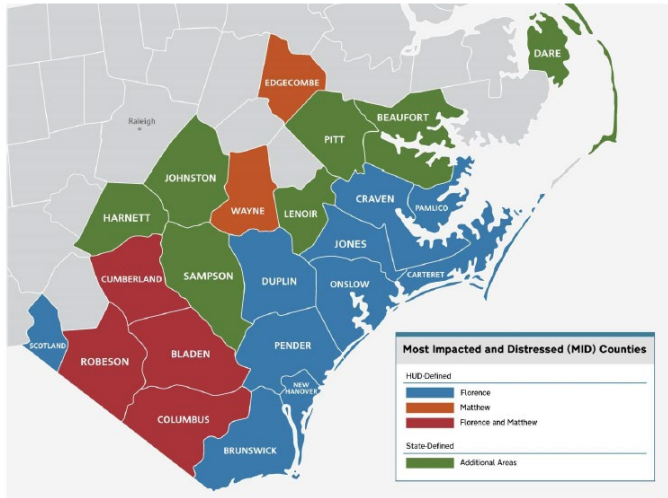 DARE
EDGECOMBE
BEAUFORT
Raleigh
PITT
JOHNSTON
CRAVEN
PAMLICO
WAYNE
LENOIR
HARNETT
JONES
CARTERET
CUMBERLAND
SAMPSON
DUPLIN
ONSLOW
SCOTLAND
ROBESON
BLADEN
PENDER
NEW
HANOVER
COLUMBUS
BRUNSWICK
Most Impacted and Distressed (MID) Counties
HUD-Defined
Florence
Matthew
Florence and Matthew
State-Defined
Additional Areas